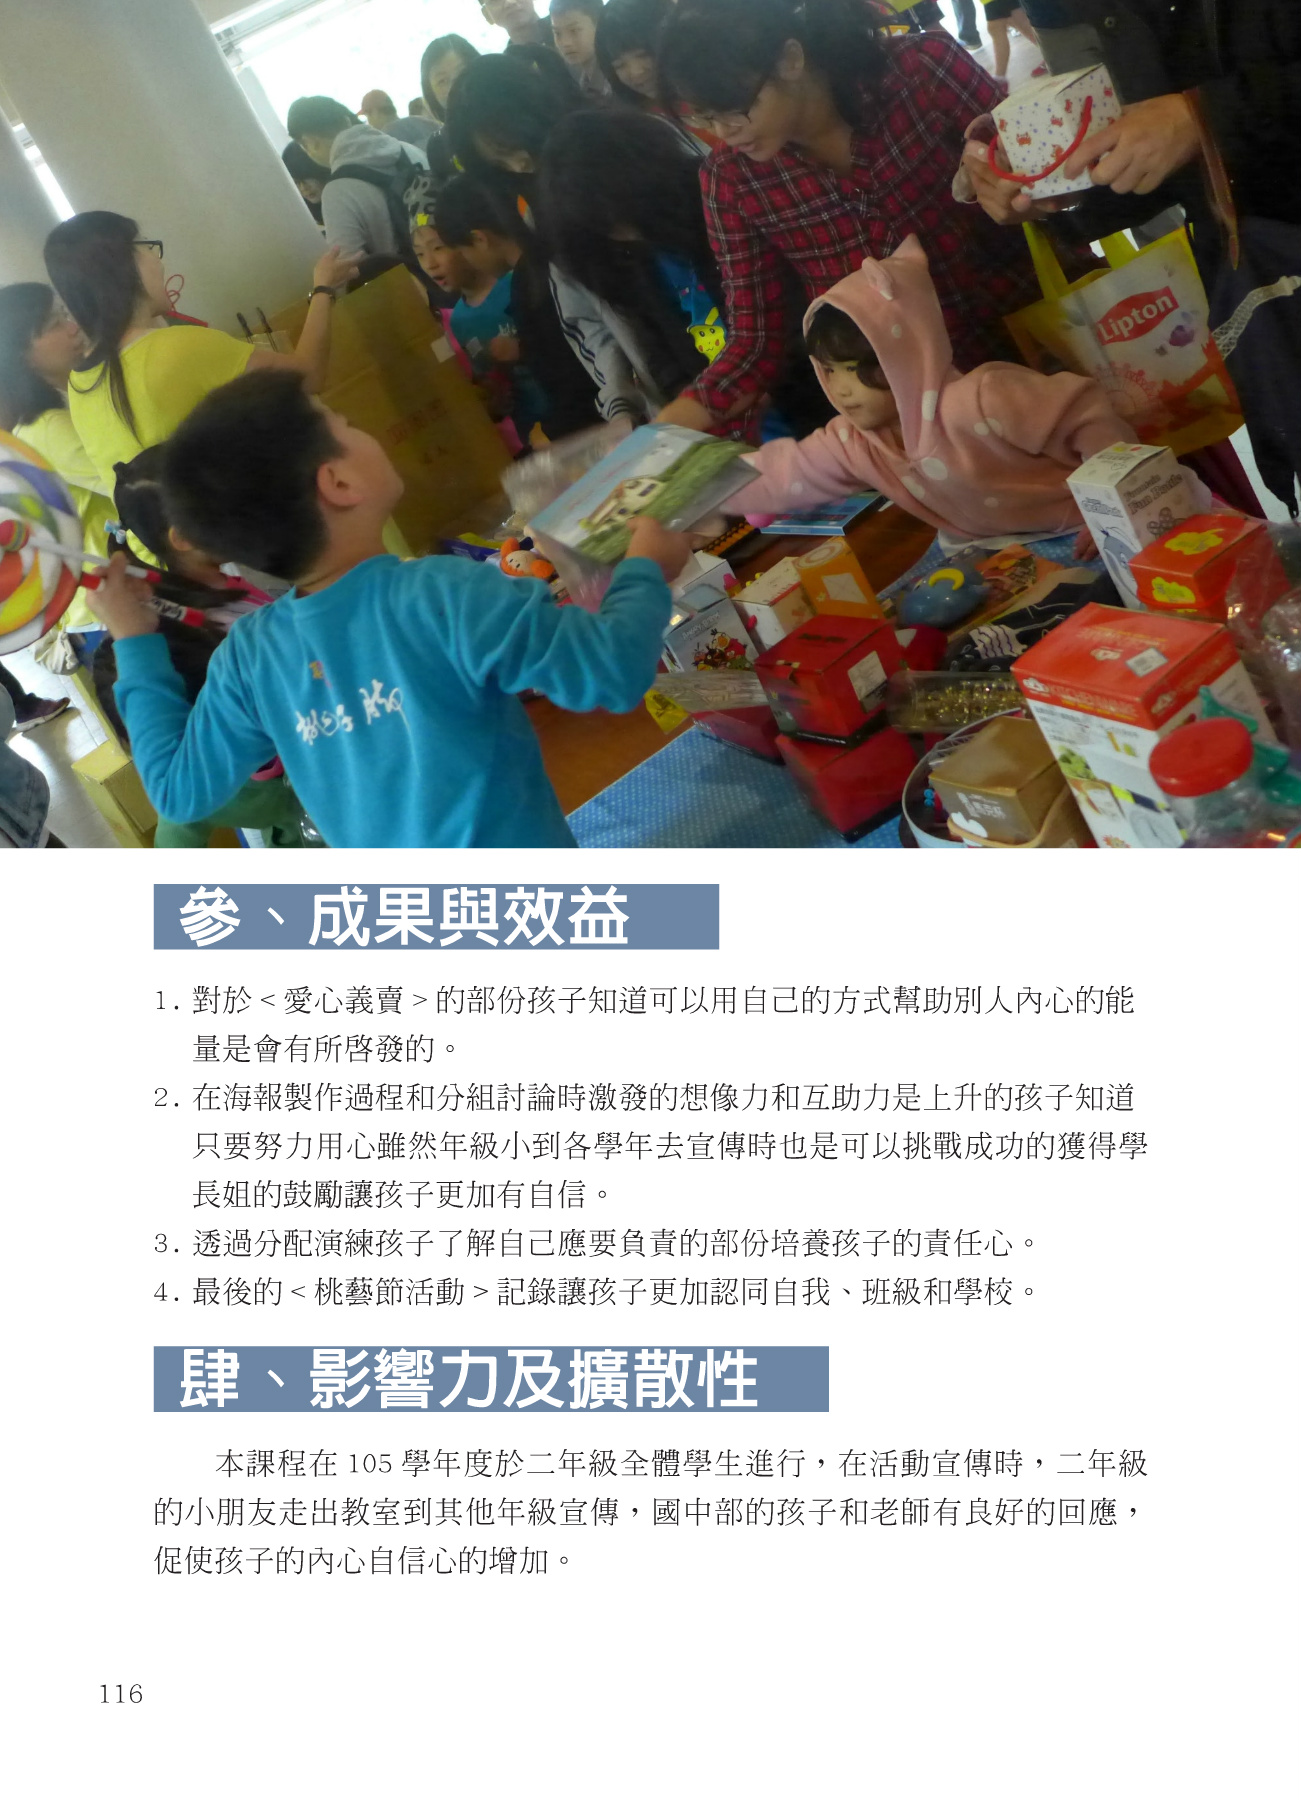 Lipton
參、成果與效益
1. 對於＜愛心義賣＞的部份孩子知道可以用自己的方式幫助別人內心的能
量是會有所啓發的。
2. 在海報製作過程和分組討論時激發的想像力和互助力是上升的孩子知道
只要努力用心雖然年級小到各學年去宣傳時也是可以挑戰成功的獲得學
長姐的鼓勵讓孩子更加有自信。
3. 透過分配演練孩子了解自己應要負責的部份培養孩子的責任心。
4. 最後的＜桃藝節活動＞記錄讓孩子更加認同自我、班級和學校。
肆、影響力及擴散性
本課程在 105 學年度於二年級全體學生進行，在活動宣傳時，二年級
的小朋友走出教室到其他年級宣傳，國中部的孩子和老師有良好的回應，
促使孩子的內心自信心的增加。
116